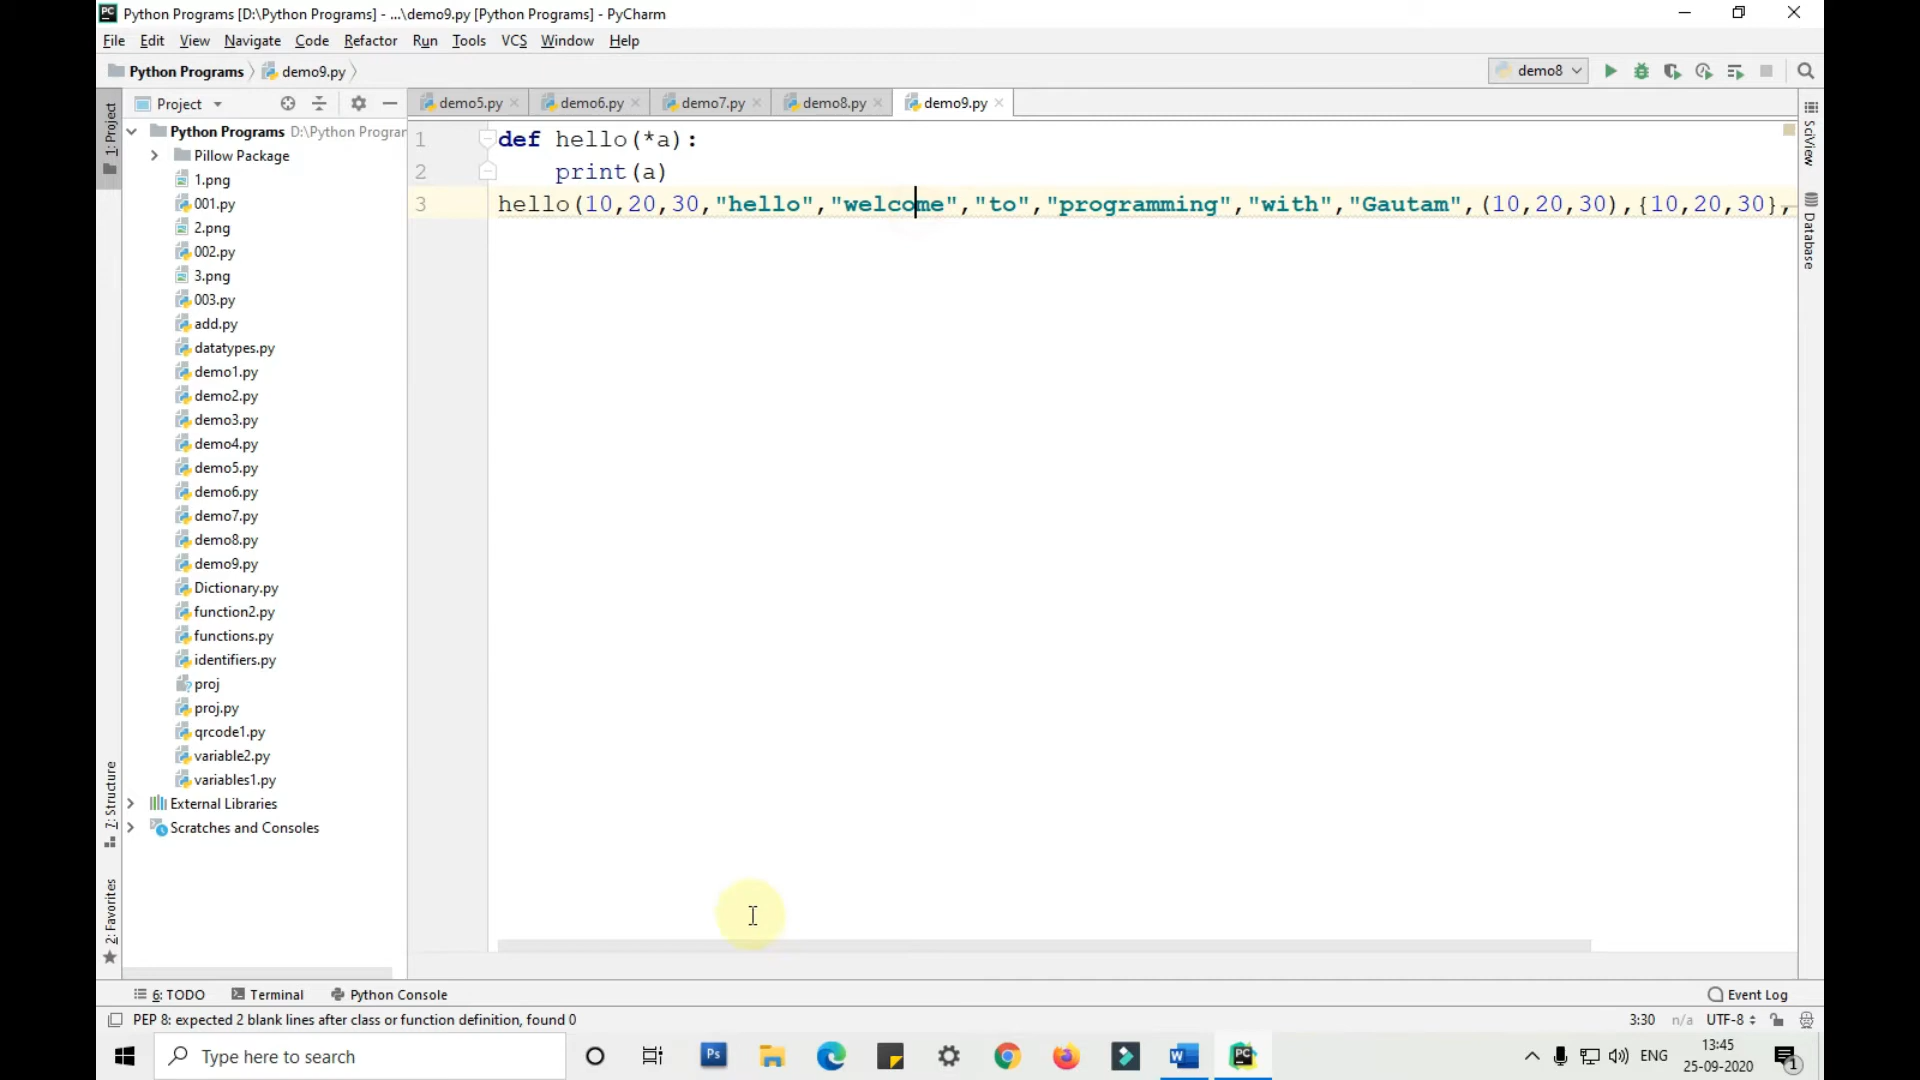 Python Programs [D:\Python Programs] - ...\demo9.py [Python Programs] - PyCharm
File Edit View Navigate Code Refactor Run Tools VCS Window Help
Python Programs demo9.py demo8
Project demo5.py demo6.py demo7.py demo8.py demo9.py
1: Project
SciView
Database
Python Programs D:\Python Progran
Pillow Package
1.png
001.py
2.png
002.py
3.png
003.py
add.py
datatypes.py
demo1.py
demo2.py
demo3.py
demo4.py
demo5.py
demo6.py
demo7.py
demo8.py
demo9.py
Dictionary.py
function2.py
functions.py
identifiers.py
proj
proj.py
qrcode1.py
variable2.py
variables1.py
External Libraries
Scratches and Consoles
1 def hello(*a):
2 print(a)
3 hello(10,20,30,"hello","welcome","to","programming","with","Gautam",(10,20,30),{10,20,30},
7: Structure
2: Favorites
6: TODO Terminal Python Console Event Log
PEP 8: expected 2 blank lines after class or function definition, found 0 3:30 n/a UTF-8
Type here to search Ps W PC ENG 13:45
25-09-2020 1